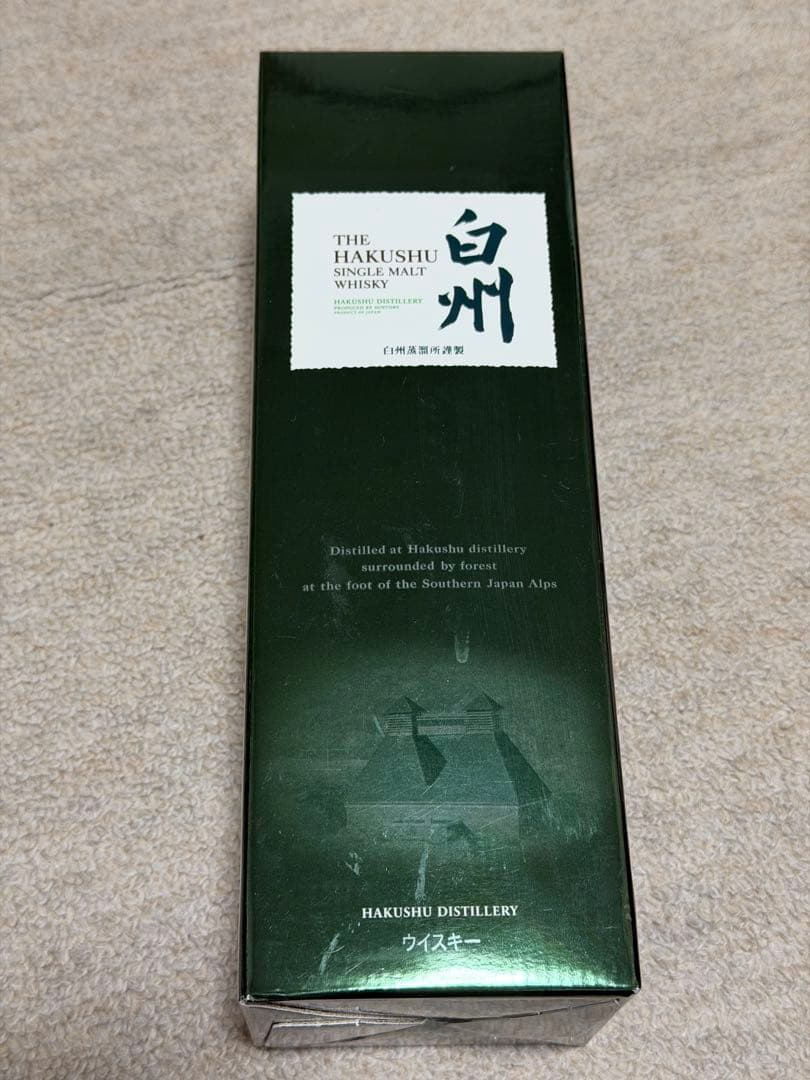 THE
HAKUSHU
SINGLE MALT
WHISKY
HAKUSHU DISTILLERY
PRODUCED BY SUNTORY
PRODUCT OF JAPAN
白州
白州蒸溜所謹製
Distilled at Hakushu distillery
surrounded by forest
at the foot of the Southern Japan Alps
HAKUSHU DISTILLERY
ウイスキー